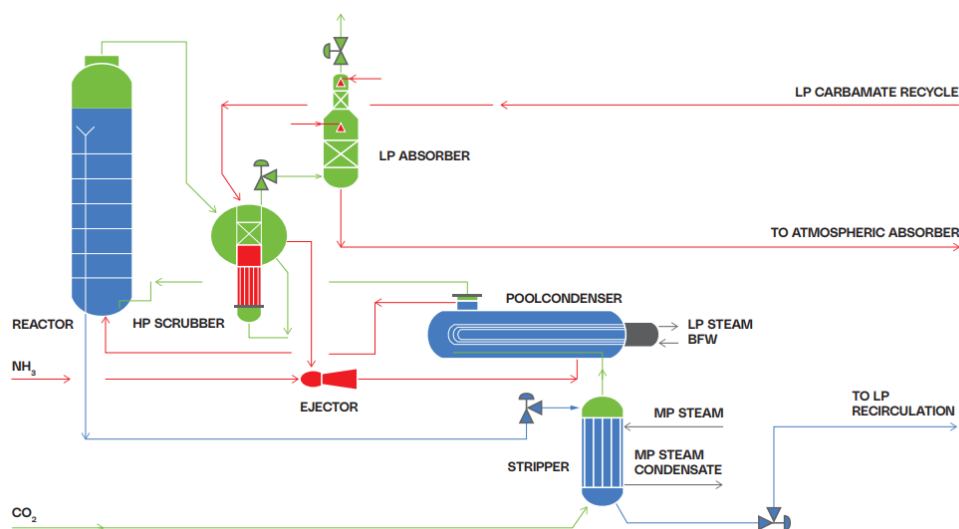 LP CARBAMATE RECYCLE
LP ABSORBER
TO ATMOSPHERIC ABSORBER
POOLCONDENSER
REACTOR
HP SCRUBBER
LP STEAM
BFW
NH₃
EJECTOR
TO LP
RECIRCULATION
MP STEAM
STRIPPER
MP STEAM
CONDENSATE
CO₂